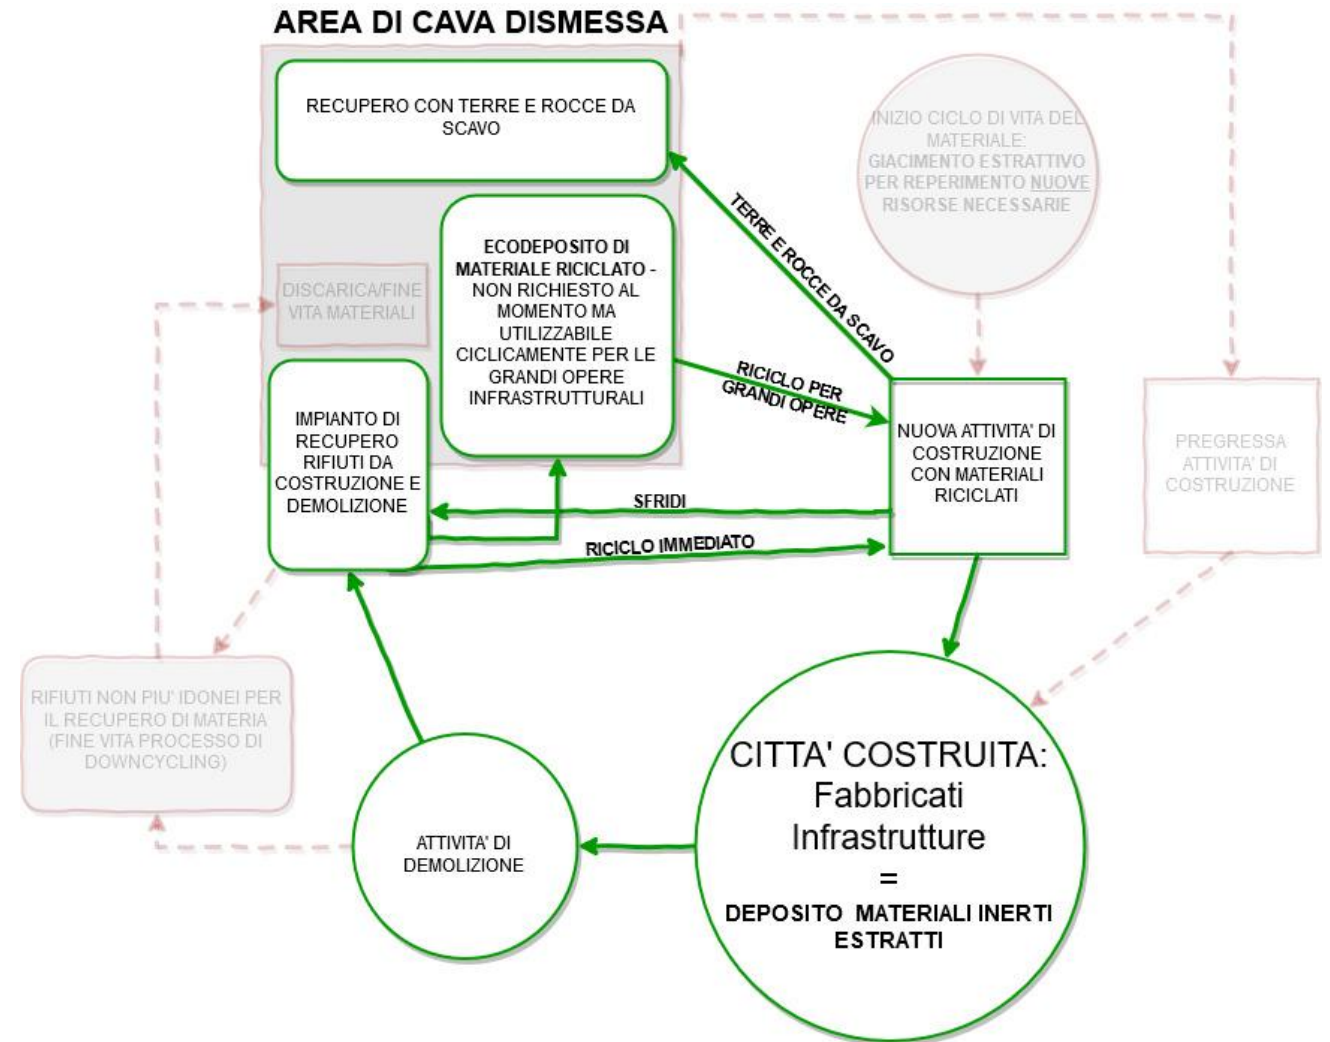 AREA DI CAVA DISMESSA
RECUPERO CON TERRE E ROCCE DA
SCAVO
INIZIO CICLO DI VITA DEL
MATERIALE:
GIACIMENTO ESTRATTIVO
PER REPERIMENTO NUOVE
RISORSE NECESSARIE
TERRE E ROCCE DA SCAVO
ECODEPOSITO DI
MATERIALE RICICLATO -
NON RICHIESTO AL
MOMENTO MA
UTILIZZABILE
CICLICAMENTE PER LE
GRANDI OPERE
INFRASTRUTTURALI
DISCARICA/FINE
VITA MATERIALI
RICICLO PER
GRANDI OPERE
IMPIANTO DI
RECUPERO
RIFIUTI DA
COSTRUZIONE E
DEMOLIZIONE
NUOVA ATTIVITA' DI
COSTRUZIONE
CON MATERIALI
RICICLATI
PREGRESSA
ATTIVITA' DI
COSTRUZIONE
SFRIDI
RICICLO IMMEDIATO
RIFIUTI NON PIU' IDONEI PER
IL RECUPERO DI MATERIA
(FINE VITA PROCESSO DI
DOWNCYCLING)
ATTIVITA' DI
DEMOLIZIONE
CITTA' COSTRUITA:
Fabbricati
Infrastrutture
=
DEPOSITO MATERIALI INERTI
ESTRATTI